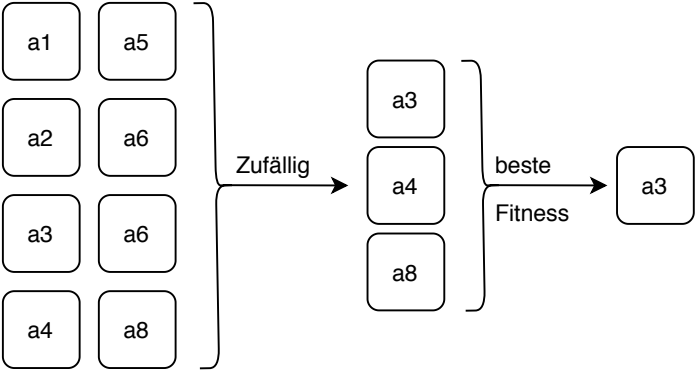 a1 a5
a2 a6
a3 a6
a4 a8
Zufällig
a3
a4
a8
beste
Fitness
a3